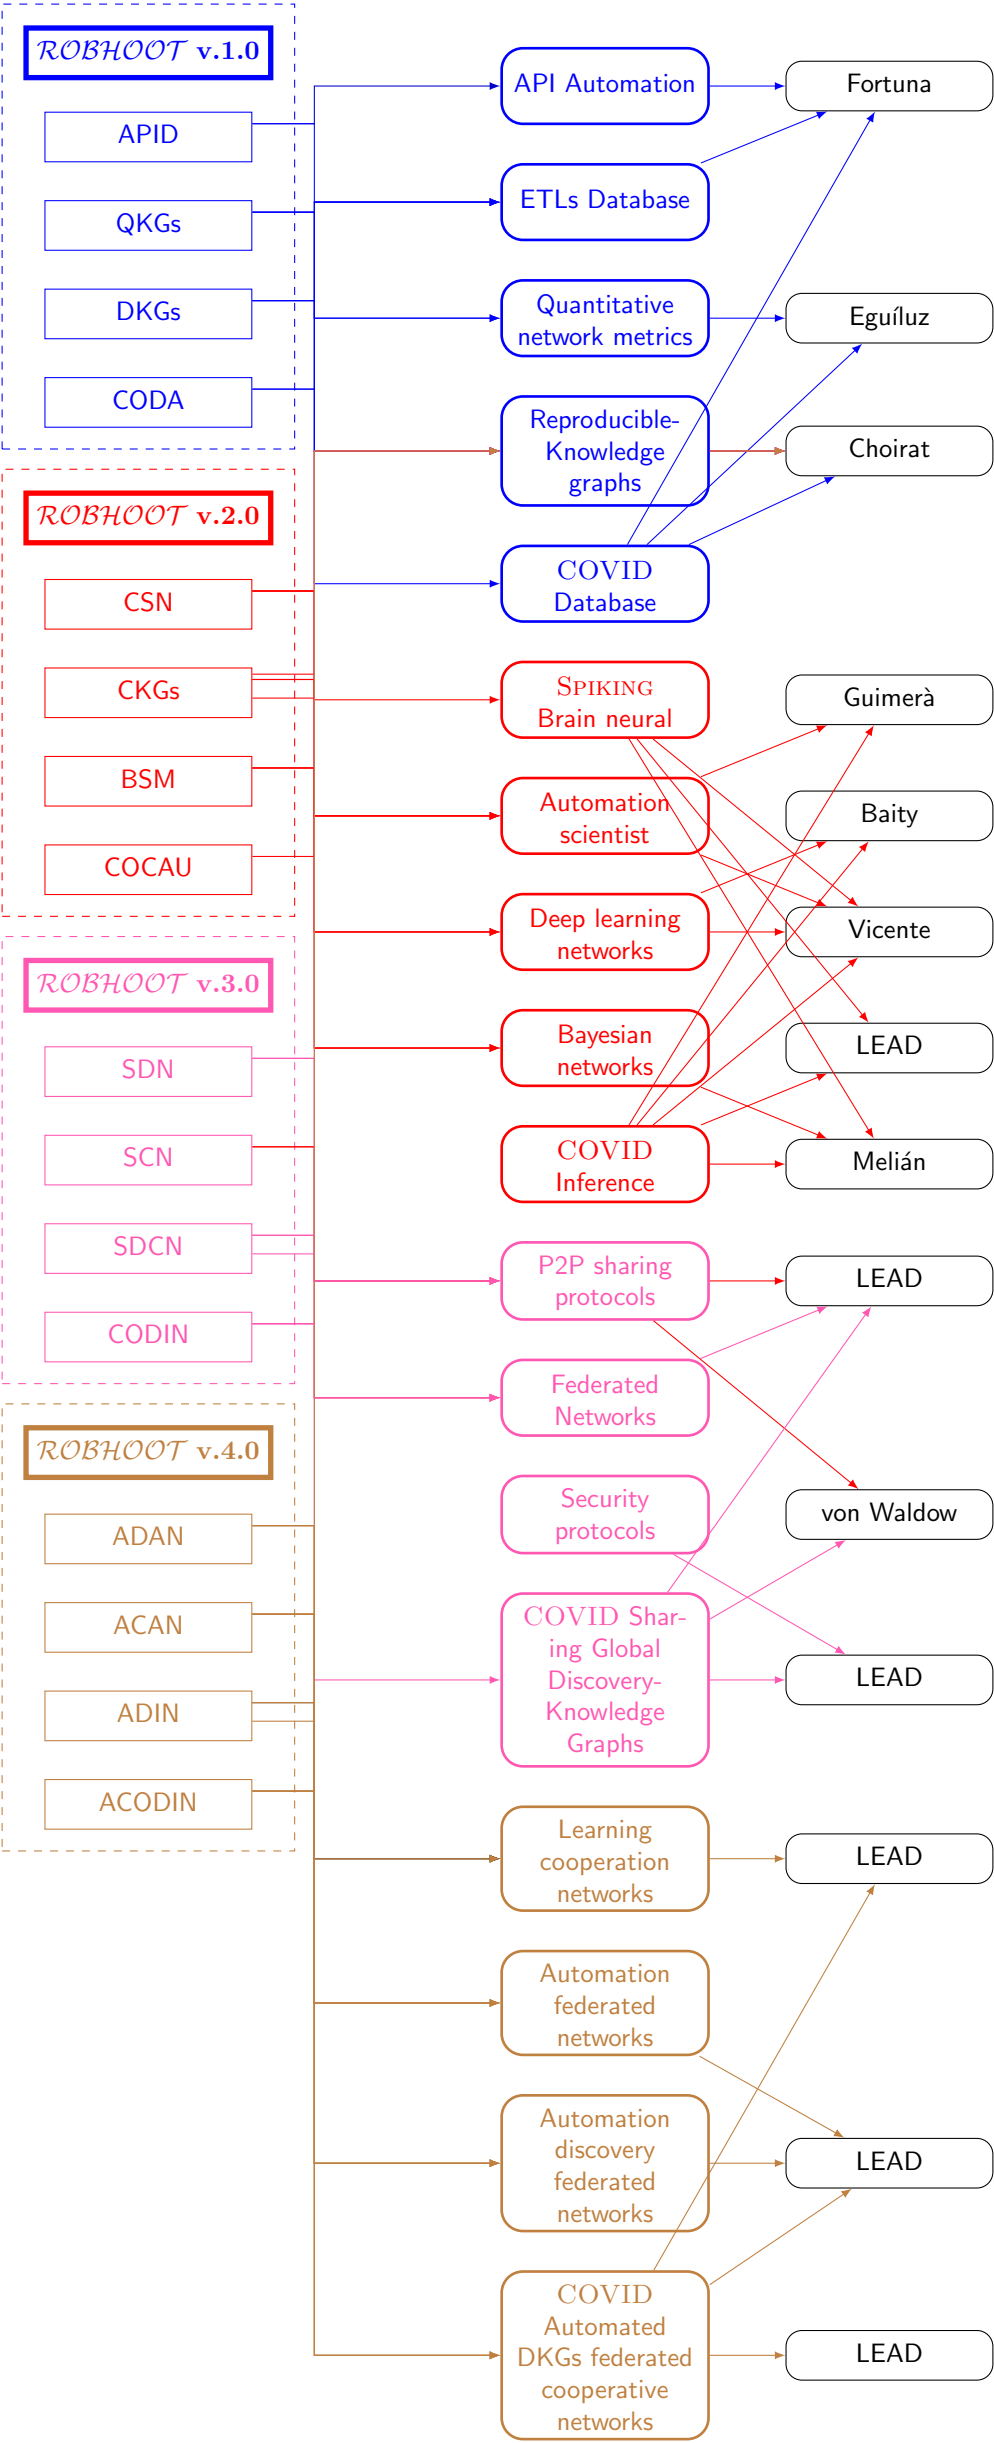 ROBHOOT v.1.0
APID
QKGs
DKGs
CODA
ROBHOOT v.2.0
CSN
CKGs
BSM
COCAU
ROBHOOT v.3.0
SDN
SCN
SDCN
CODIN
ROBHOOT v.4.0
ADAN
ACAN
ADIN
ACODIN
API Automation
ETLs Database
Quantitative
network metrics
Reproducible-
Knowledge
graphs
COVID
Database
SPIKING
Brain neural
Automation
scientist
Deep learning
networks
Bayesian
networks
COVID
Inference
P2P sharing
protocols
Federated
Networks
Security
protocols
COVID Shar-
ing Global
Discovery-
Knowledge
Graphs
Learning
cooperation
networks
Automation
federated
networks
Automation
discovery
federated
networks
COVID
Automated
DKGs federated
cooperative
networks
Fortuna
Eguíluz
Choirat
Guimerà
Baity
Vicente
LEAD
Melián
LEAD
von Waldow
LEAD
LEAD
LEAD
LEAD